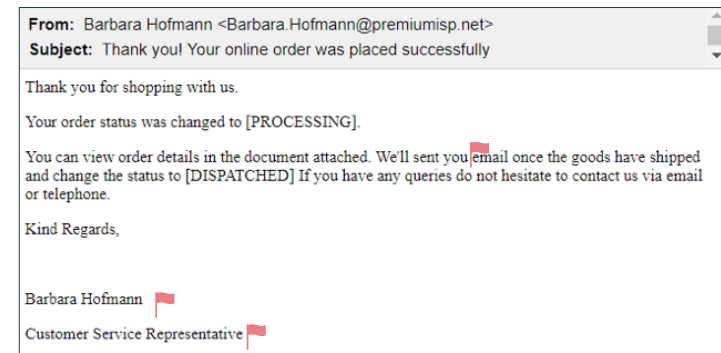 From: Barbara Hofmann <Barbara.Hofmann@premiumisp.net>
Subject: Thank you! Your online order was placed successfully
Thank you for shopping with us.
Your order status was changed to [PROCESSING].
You can view order details in the document attached. We'll sent you email once the goods have shipped
and change the status to [DISPATCHED] If you have any queries do not hesitate to contact us via email
or telephone.
Kind Regards,
Barbara Hofmann
Customer Service Representative